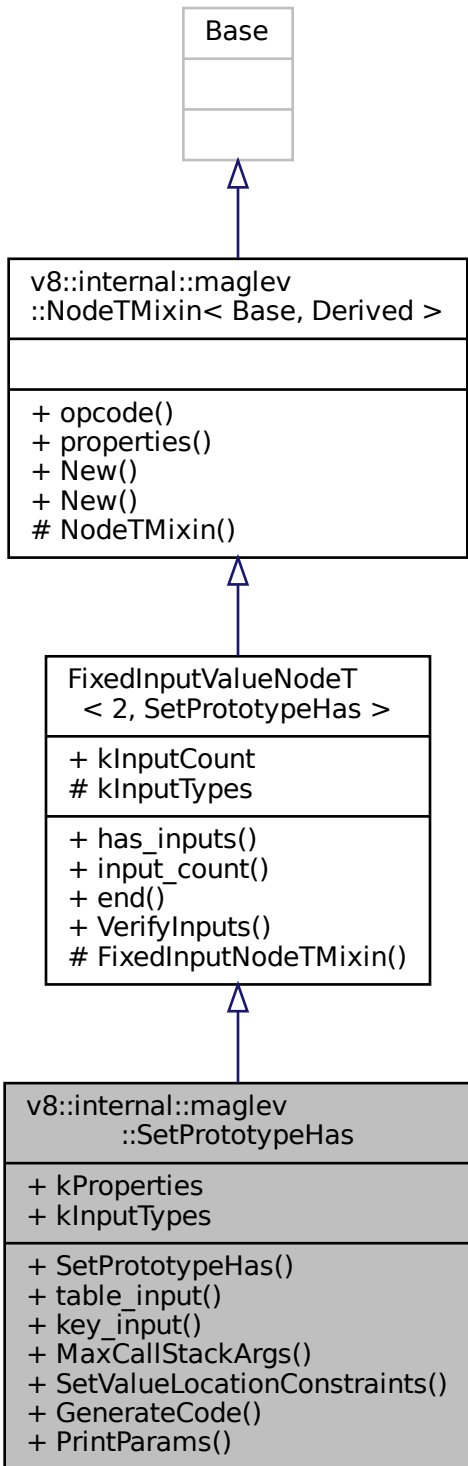 Base
v8::internal::maglev
::NodeTMixin< Base, Derived >
+ opcode()
+ properties()
+ New()
+ New()
# NodeTMixin()
FixedInputValueNodeT
< 2, SetPrototypeHas >
+ kInputCount
# kInputTypes
+ has_inputs()
+ input_count()
+ end()
+ VerifyInputs()
# FixedInputNodeTMixin()
v8::internal::maglev
::SetPrototypeHas
+ kProperties
+ kInputTypes
+ SetPrototypeHas()
+ table_input()
+ key_input()
+ MaxCallStackArgs()
+ SetValueLocationConstraints()
+ GenerateCode()
+ PrintParams()